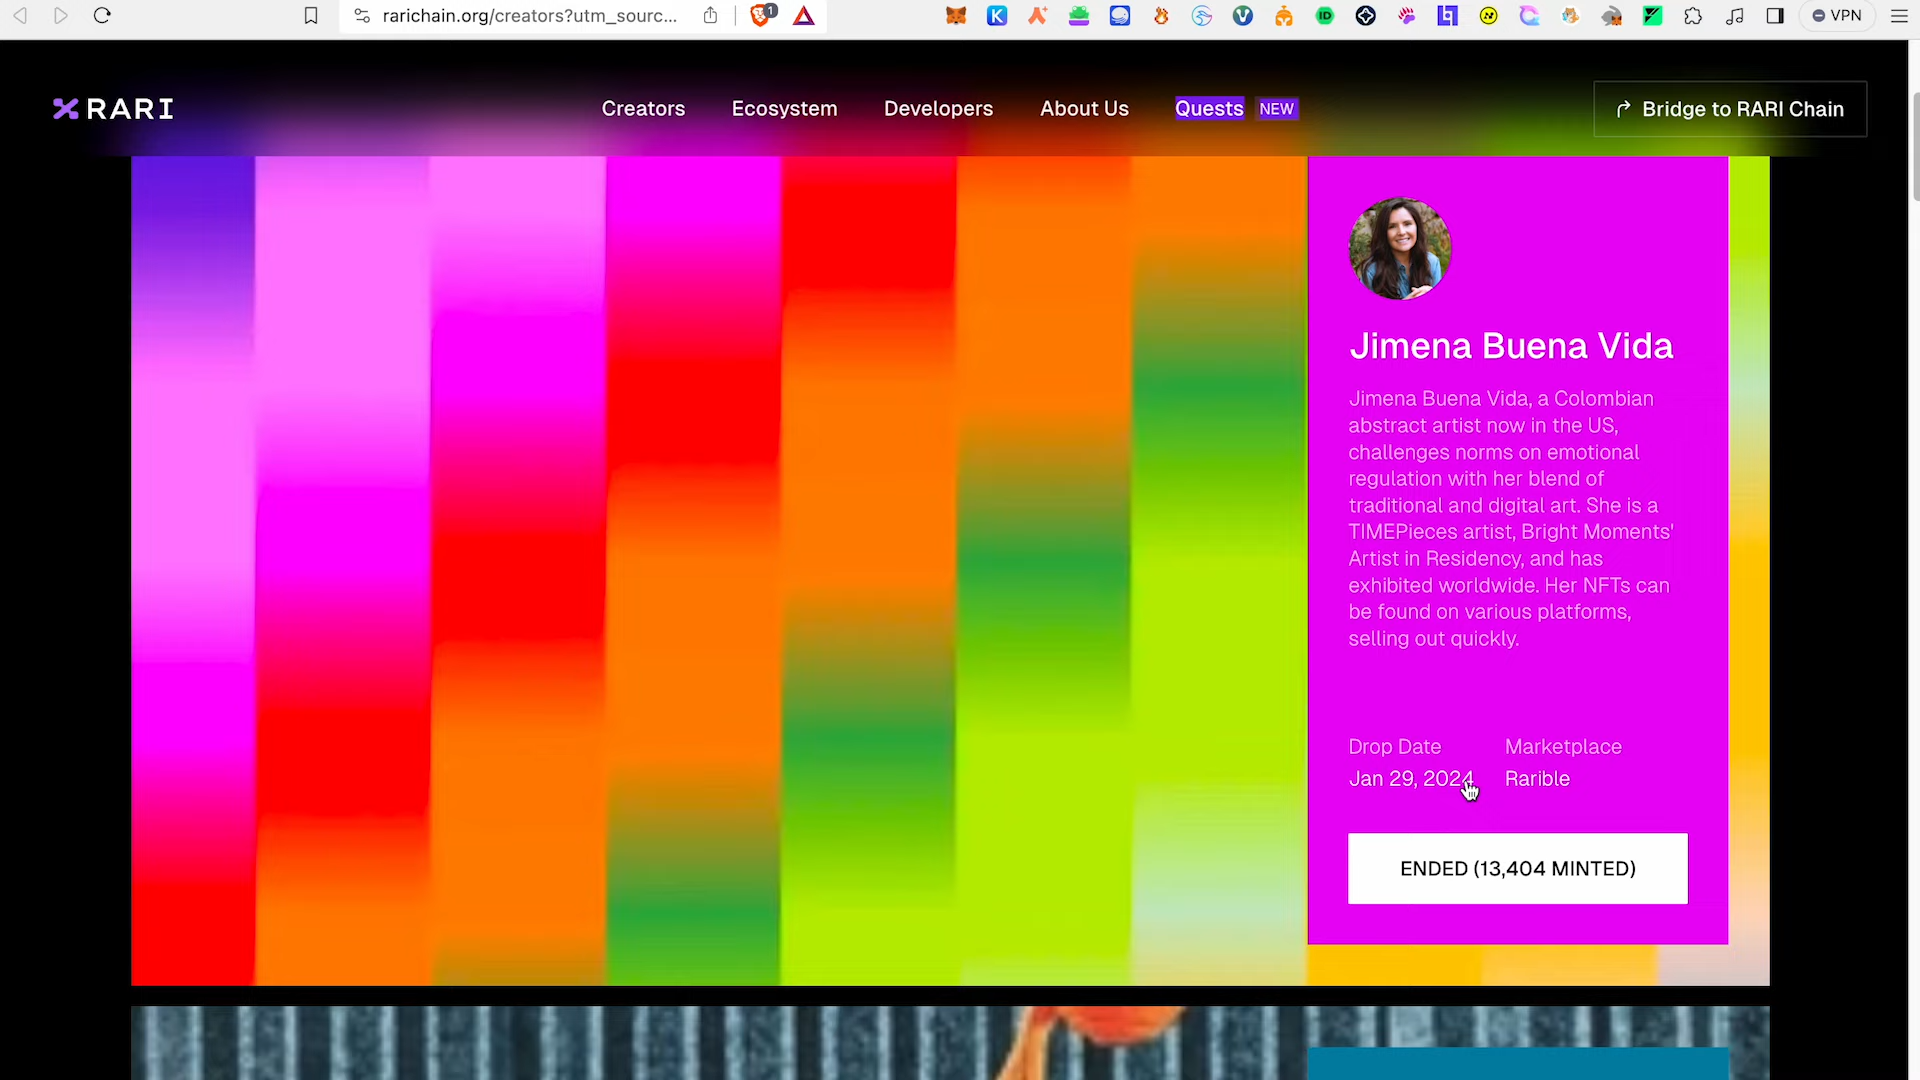 rarichain.org/creators?utm_sourc...
1
VPN
RARI
Creators
Ecosystem
Developers
About Us
Quests
NEW
Bridge to RARI Chain
Jimena Buena Vida
Jimena Buena Vida, a Colombian
abstract artist now in the US,
challenges norms on emotional
regulation with her blend of
traditional and digital art. She is a
TIMEPieces artist, Bright Moments'
Artist in Residency, and has
exhibited worldwide. Her NFTs can
be found on various platforms,
selling out quickly.
Drop Date
Marketplace
Jan 29, 2024
Rarible
ENDED (13,404 MINTED)